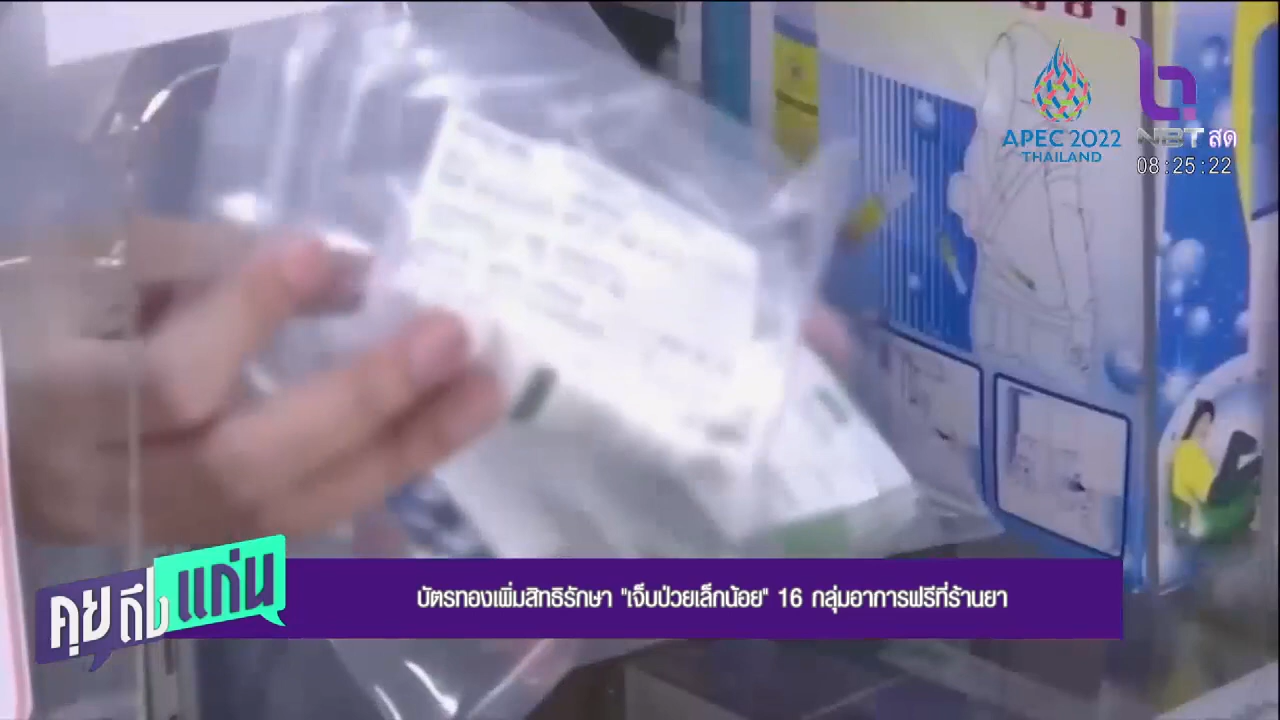 APEC 2022
THAILAND
NBT สด
08:25:22
คุย ถึง แก่น
บัตรทองเพิ่มสิทธิรักษา "เจ็บป่วยเล็กน้อย" 16 กลุ่มอาการฟรีที่ร้านยา